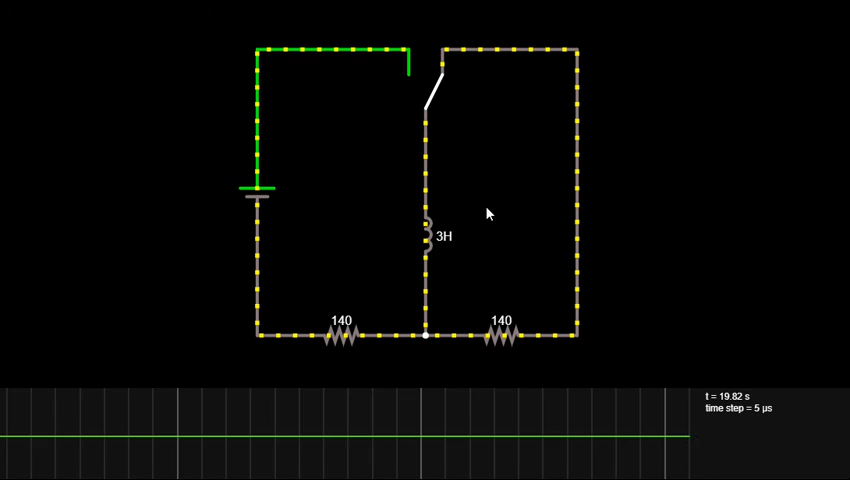 3H
140
140
t = 19.82 s
time step = 5 µs